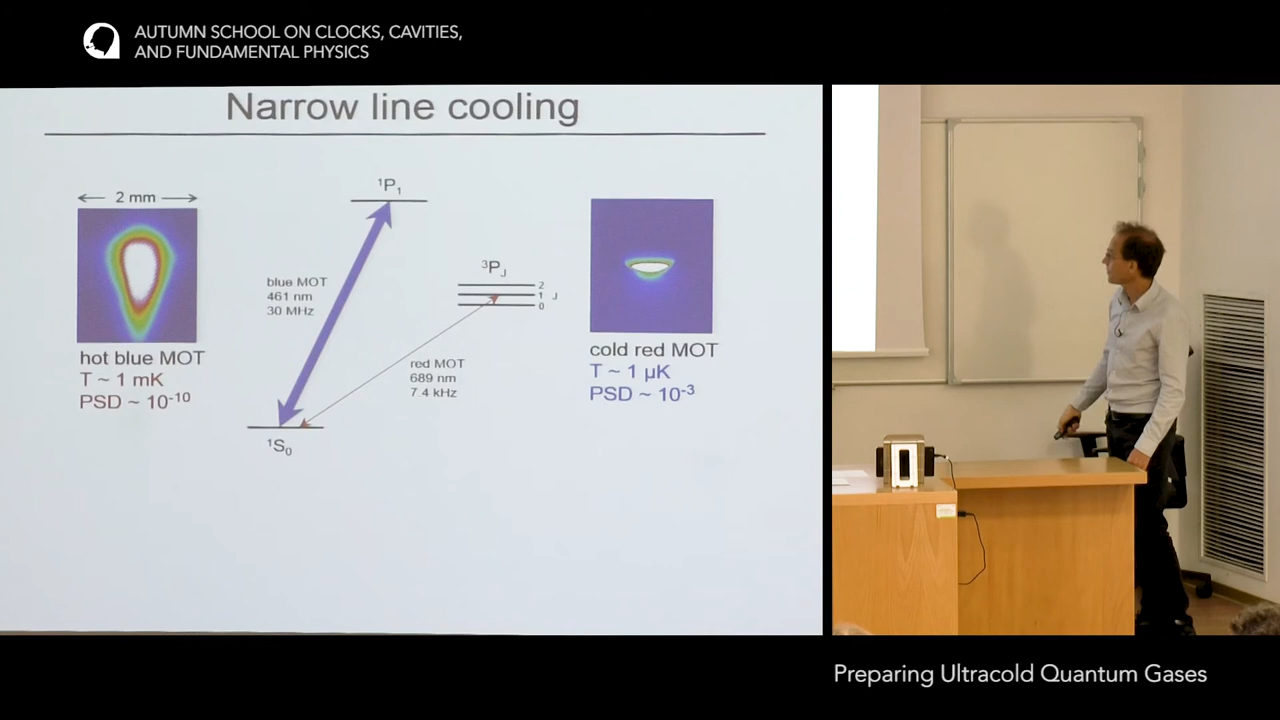 AUTUMN SCHOOL ON CLOCKS, CAVITIES,
AND FUNDAMENTAL PHYSICS
Narrow line cooling
2 mm
hot blue MOT
T ~ 1 mK
PSD ~ 10⁻¹⁰
¹P₁
blue MOT
461 nm
30 MHz
³P_J
2
1 J
0
red MOT
689 nm
7.4 kHz
¹S₀
cold red MOT
T ~ 1 µK
PSD ~ 10⁻³
Preparing Ultracold Quantum Gases